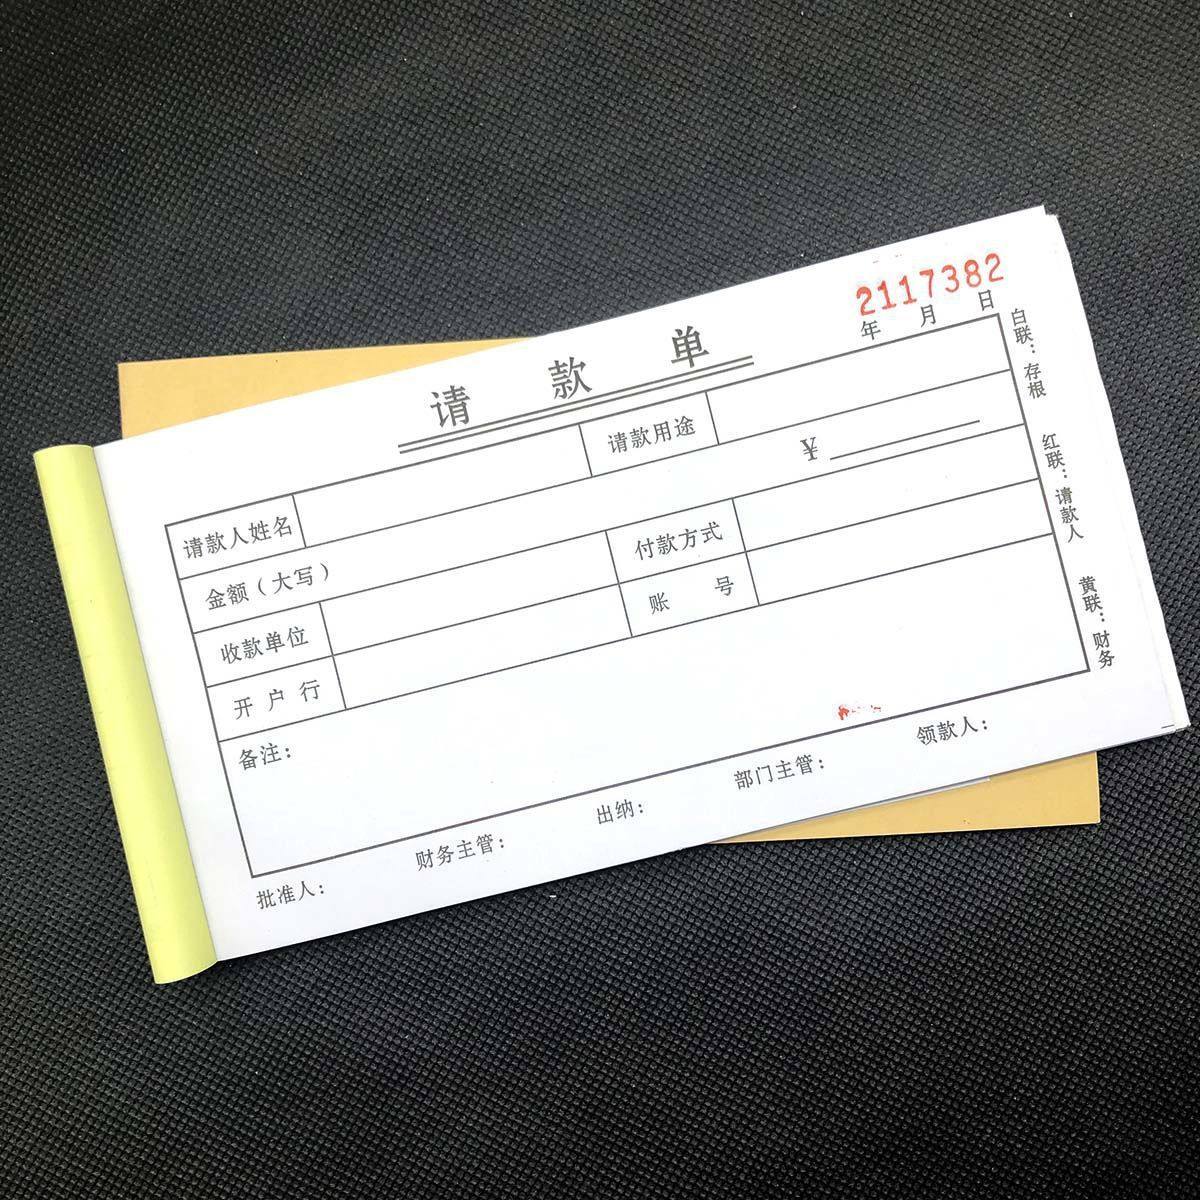 2117382
请款单
年 月 日
请款人姓名 请款用途
金额（大写） ¥
收款单位 付款方式
开户行 账号
备注：
批准人： 财务主管： 出纳： 部门主管： 领款人：
白联：存根 红联：请款人 黄联：财务